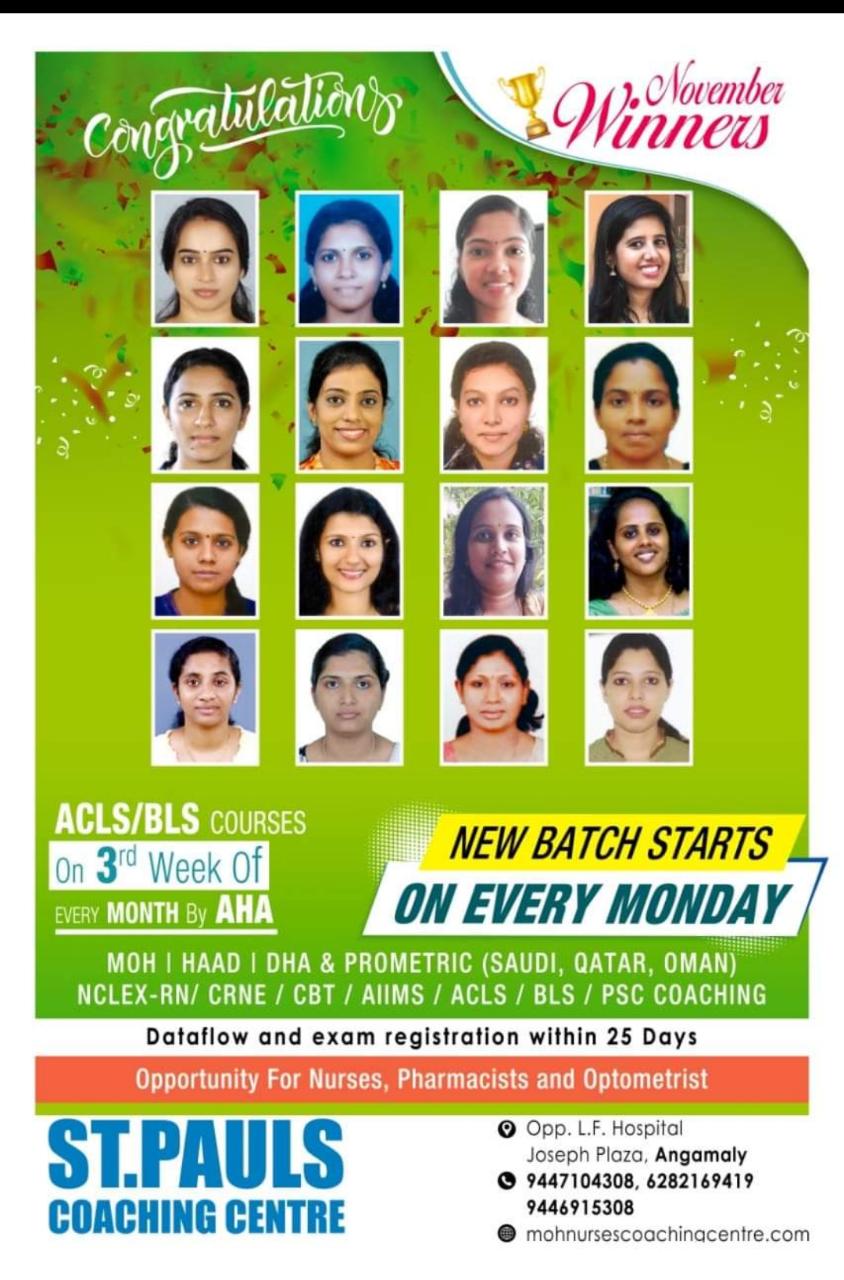 Congratulations
November
Winners
ACLS/BLS COURSES
On 3rd Week Of
EVERY MONTH By AHA
NEW BATCH STARTS
ON EVERY MONDAY
MOH | HAAD | DHA & PROMETRIC (SAUDI, QATAR, OMAN)
NCLEX-RN/ CRNE / CBT / AIIMS / ACLS / BLS / PSC COACHING
Dataflow and exam registration within 25 Days
Opportunity For Nurses, Pharmacists and Optometrist
ST.PAULS
COACHING CENTRE
Opp. L.F. Hospital
Joseph Plaza, Angamaly
9447104308, 6282169419
9446915308
mohnursescoachingcentre.com